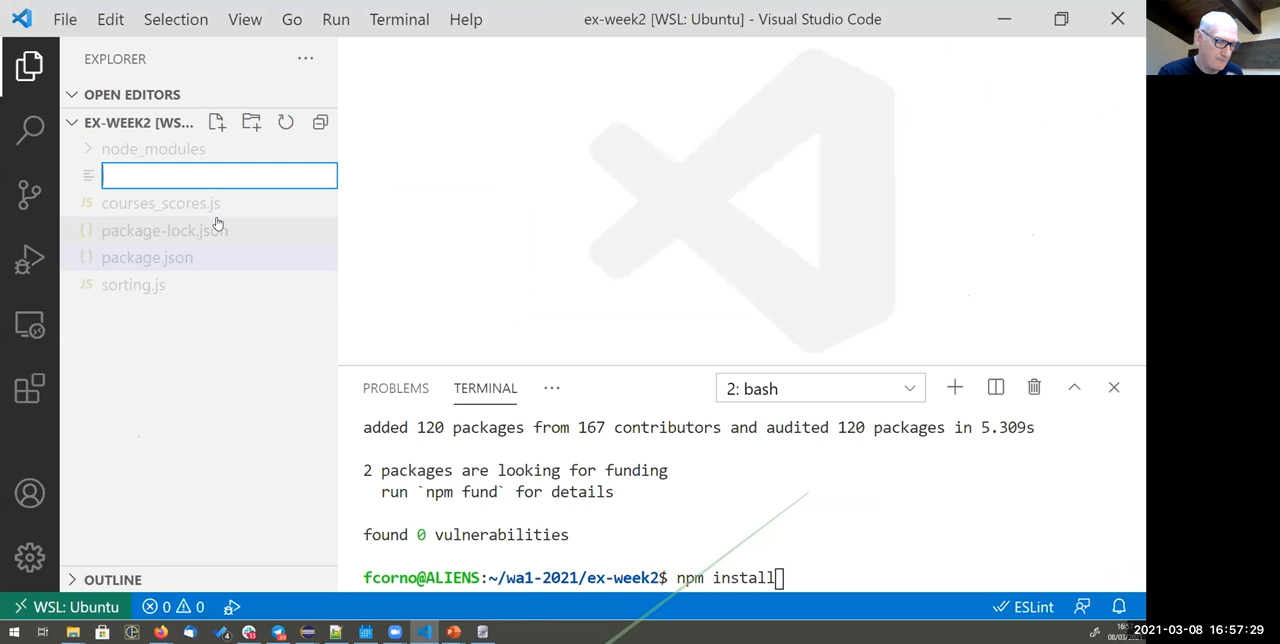 File Edit Selection View Go Run Terminal Help
ex-week2 [WSL: Ubuntu] - Visual Studio Code
EXPLORER
OPEN EDITORS
EX-WEEK2 [WS...
node_modules
JS courses_scores.js
{} package-lock.json
{} package.json
JS sorting.js
OUTLINE
PROBLEMS TERMINAL ... 2: bash
added 120 packages from 167 contributors and audited 120 packages in 5.309s
2 packages are looking for funding
run `npm fund` for details
found 0 vulnerabilities
fcorno@ALIENS:~/wa1-2021/ex-week2$ npm install
WSL: Ubuntu 0 0 ESLint
2021-03-08 16:57:29